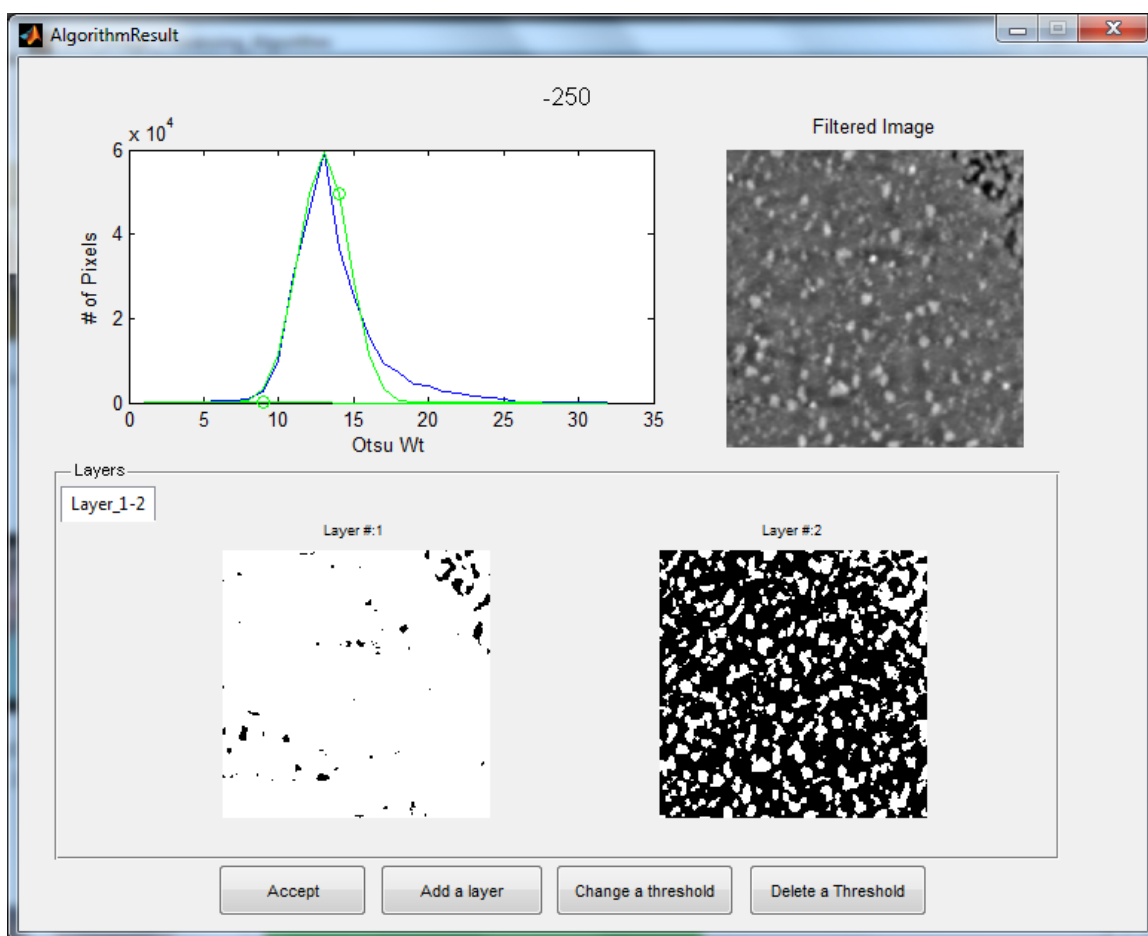 AlgorithmResult
-250
x 10^4
Filtered Image
6
4
2
0
# of Pixels
0 5 10 15 20 25 30 35
Otsu Wt
Layers
Layer_1-2
Layer #:1
Layer #:2
Accept
Add a layer
Change a threshold
Delete a Threshold